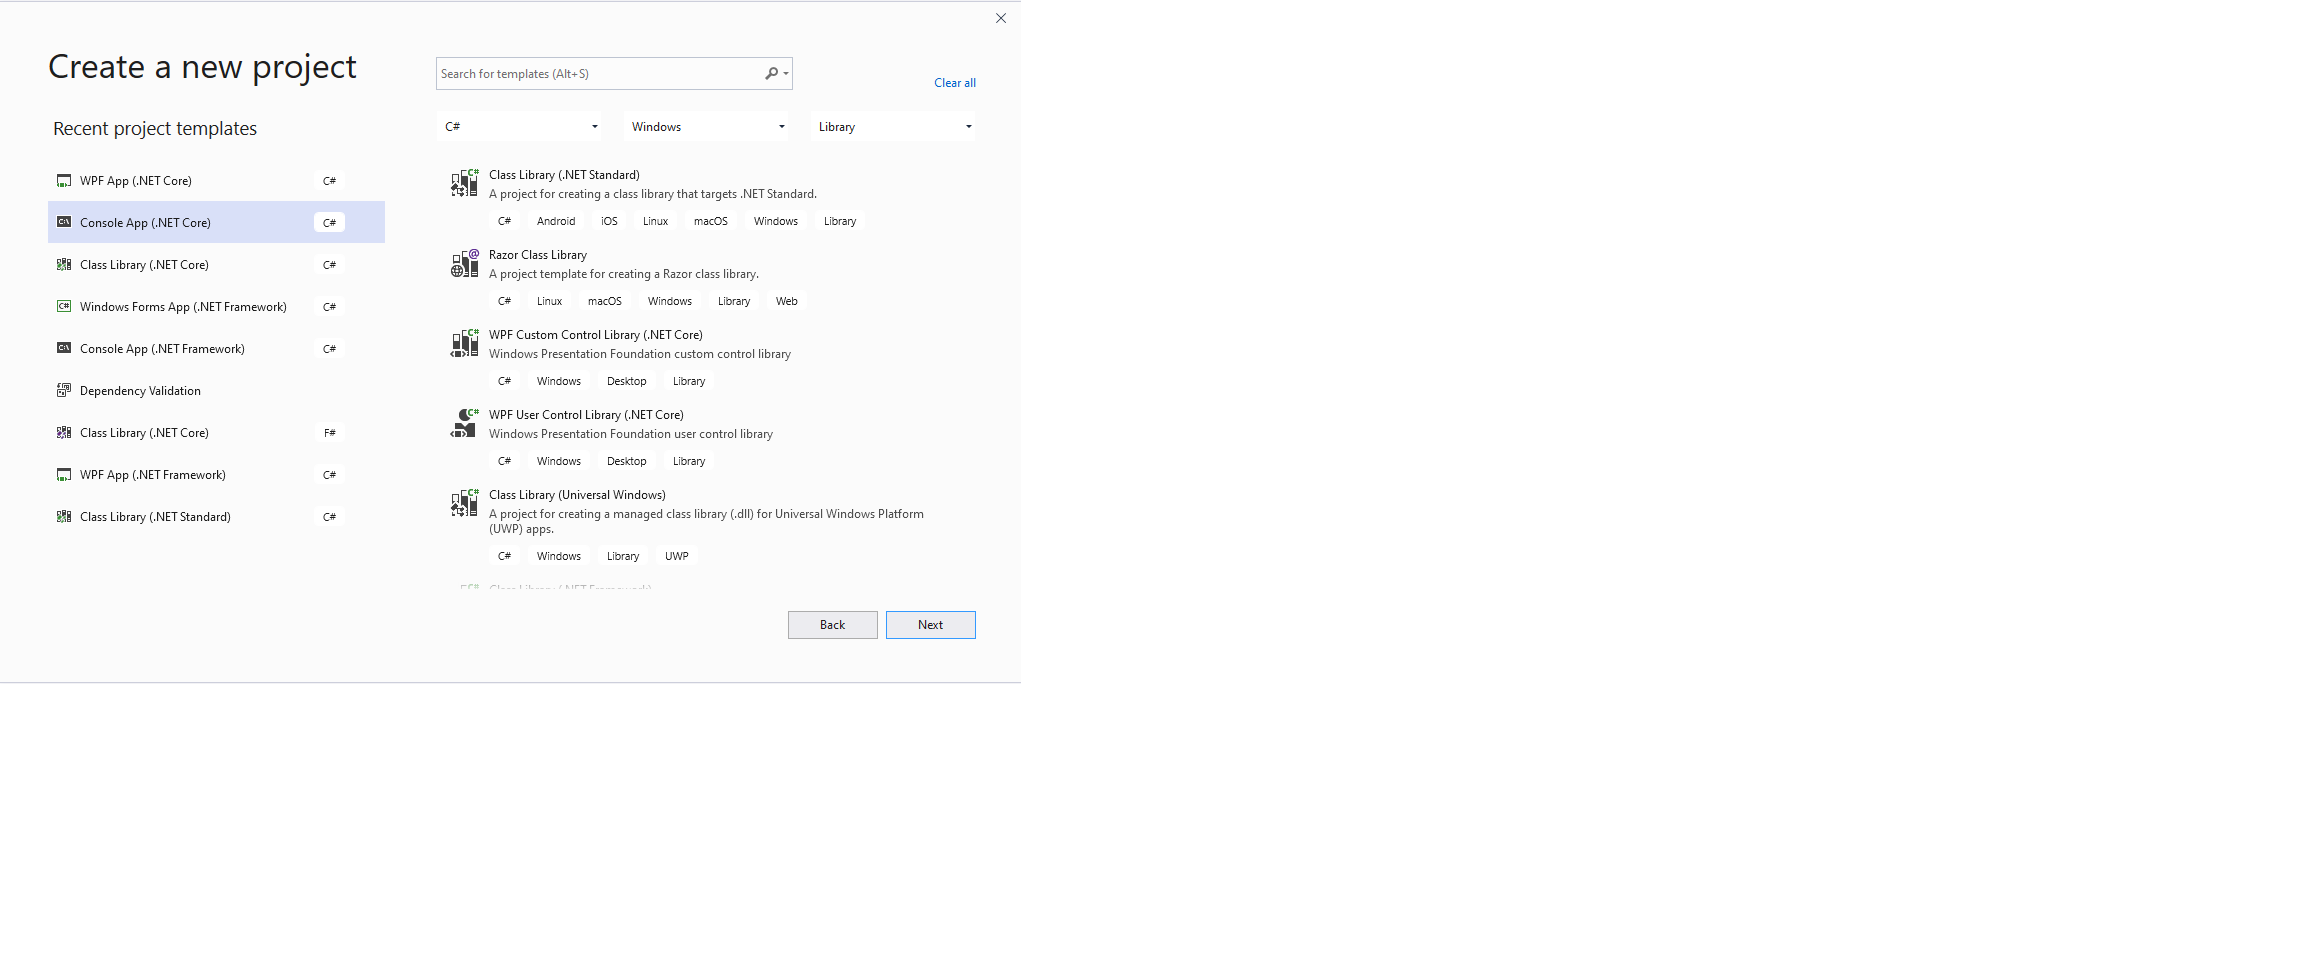 Create a new project
Search for templates (Alt+S)
Clear all
Recent project templates
C#
Windows
Library
WPF App (.NET Core)
C#
Console App (.NET Core)
C#
Class Library (.NET Core)
C#
Windows Forms App (.NET Framework)
C#
Console App (.NET Framework)
C#
Dependency Validation
Class Library (.NET Core)
F#
WPF App (.NET Framework)
C#
Class Library (.NET Standard)
C#
Class Library (.NET Standard)
A project for creating a class library that targets .NET Standard.
C# Android iOS Linux macOS Windows Library
Razor Class Library
A project template for creating a Razor class library.
C# Linux macOS Windows Library Web
WPF Custom Control Library (.NET Core)
Windows Presentation Foundation custom control library
C# Windows Desktop Library
WPF User Control Library (.NET Core)
Windows Presentation Foundation user control library
C# Windows Desktop Library
Class Library (Universal Windows)
A project for creating a managed class library (.dll) for Universal Windows Platform
(UWP) apps.
C# Windows Library UWP
Class Library (.NET Framework)
Back
Next